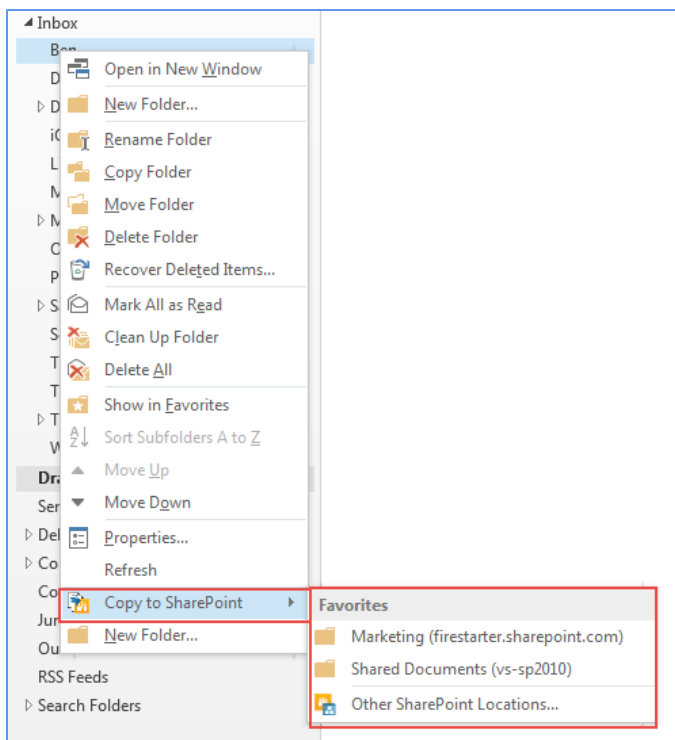 Inbox
Ben
Open in New Window
New Folder...
Rename Folder
Copy Folder
Move Folder
Delete Folder
Recover Deleted Items...
Mark All as Read
Clean Up Folder
Delete All
Show in Favorites
Sort Subfolders A to Z
Move Up
Move Down
Properties...
Refresh
Copy to SharePoint
New Folder...
Favorites
Marketing (firestarter.sharepoint.com)
Shared Documents (vs-sp2010)
Other SharePoint Locations...
RSS Feeds
Search Folders